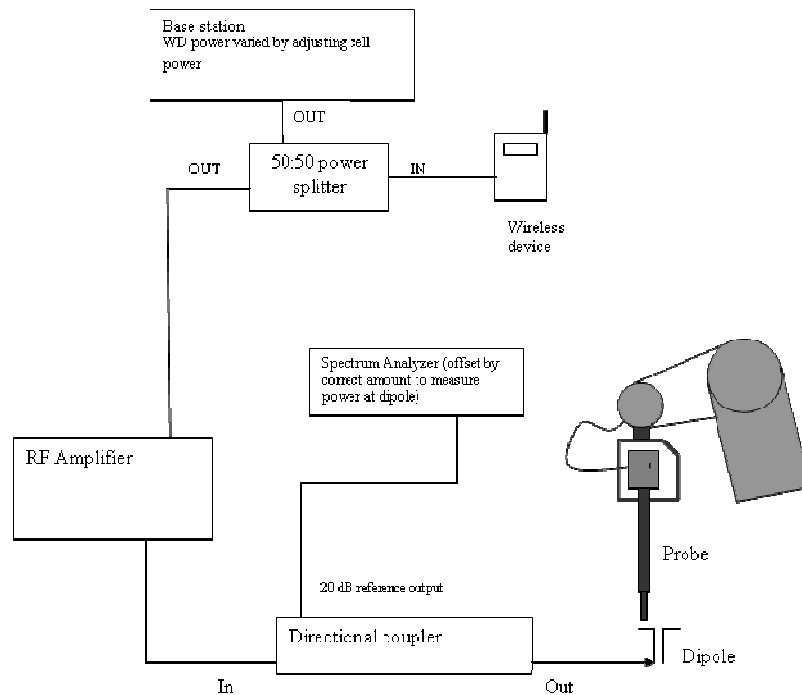 Base station
WD power varied by adjusting cell
power
OUT
OUT
50:50 power
splitter
IN
Wireless
device
Spectrum Analyzer (offset by
correct amount to measure
power at dipole)
RF Amplifier
Probe
20 dB reference output
Directional coupler
Dipole
In
Out